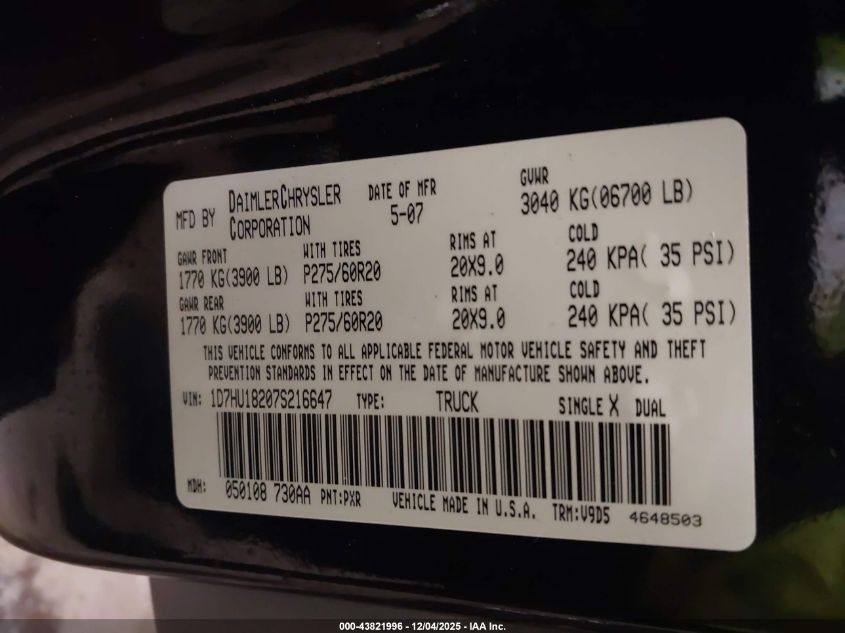 MFD BY DAIMLERCHRYSLER CORPORATION DATE OF MFR 5-07 GVWR 3040 KG(06700 LB)
GAWR FRONT WITH TIRES RIMS AT COLD
1770 KG(3900 LB) P275/60R20 20X9.0 240 KPA( 35 PSI)
GAWR REAR WITH TIRES RIMS AT COLD
1770 KG(3900 LB) P275/60R20 20X9.0 240 KPA( 35 PSI)
THIS VEHICLE CONFORMS TO ALL APPLICABLE FEDERAL MOTOR VEHICLE SAFETY AND THEFT
PREVENTION STANDARDS IN EFFECT ON THE DATE OF MANUFACTURE SHOWN ABOVE.
VIN: 1D7HU18207S216647 TYPE: TRUCK SINGLE X DUAL
MDH: 050108 730AA PNT:PXR VEHICLE MADE IN U.S.A. TRM:V9D5 4648503
000-43821996 - 12/04/2025 - IAA Inc.